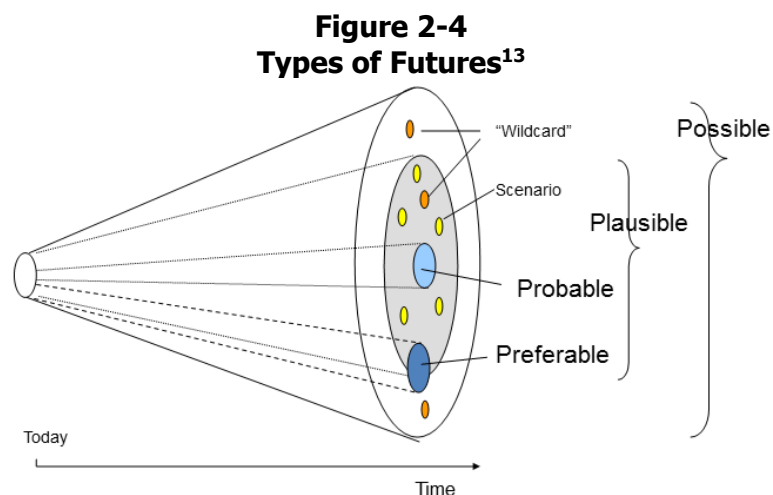 Figure 2-4
Types of Futures¹³
Possible
“Wildcard”
Scenario
Plausible
Probable
Preferable
Today
Time